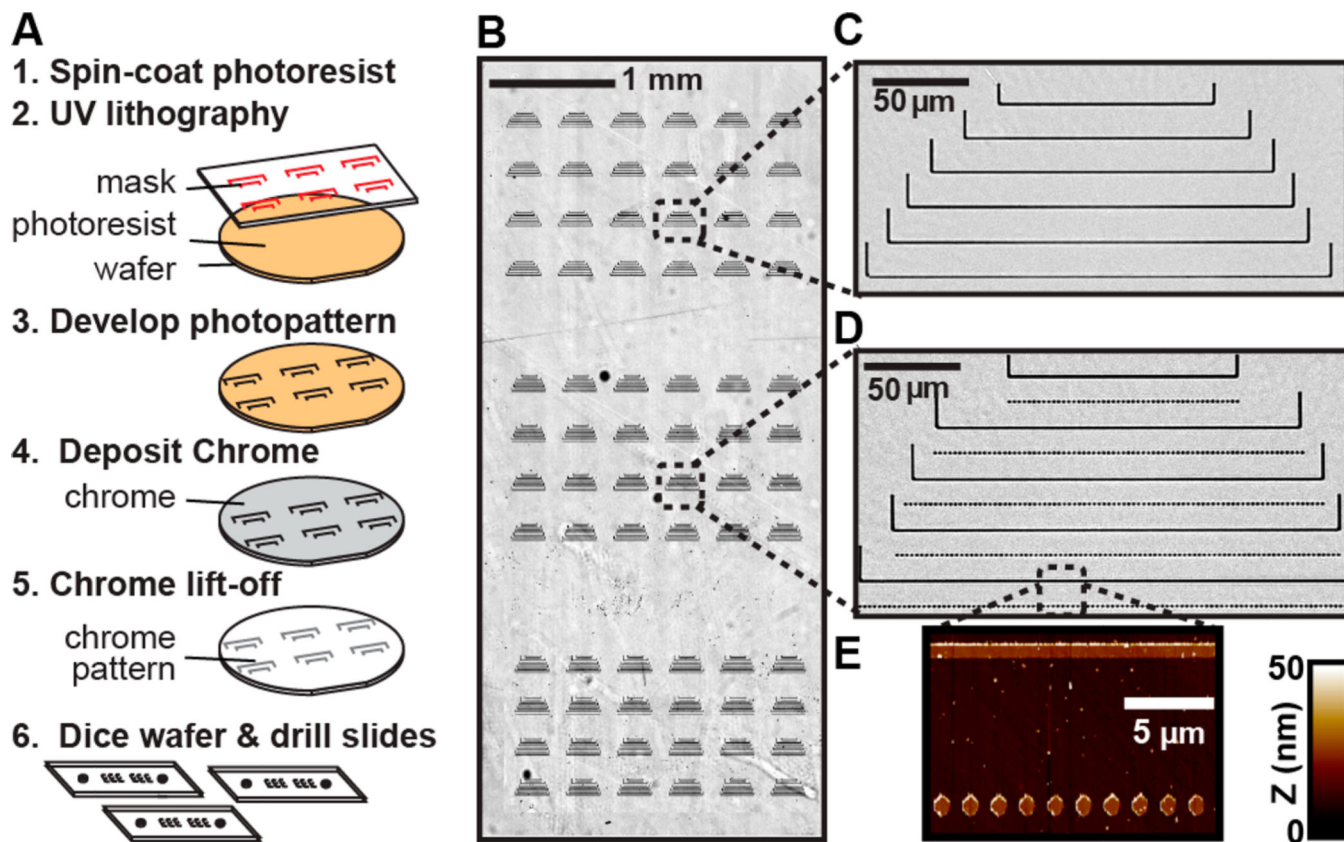 A
1. Spin-coat photoresist
2. UV lithography
mask
photoresist
wafer
3. Develop photopattern
4. Deposit Chrome
chrome
5. Chrome lift-off
chrome
pattern
6. Dice wafer & drill slides
B
1 mm
C
50 µm
D
50 µm
E
5 µm
50
Z (nm)
0